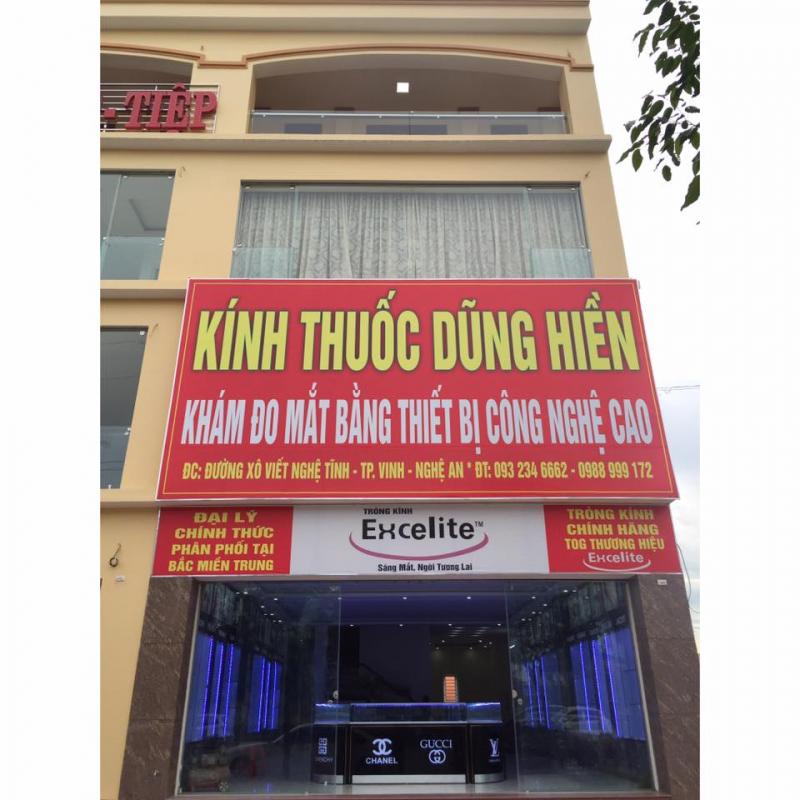 - TIỆP
KÍNH THUỐC DŨNG HIỀN
KHÁM ĐO MẮT BẰNG THIẾT BỊ CÔNG NGHỆ CAO
ĐC: ĐƯỜNG XÔ VIẾT NGHỆ TĨNH - TP. VINH - NGHỆ AN * ĐT: 093 234 6662 - 0988 999 172
ĐẠI LÝ
CHÍNH THỨC
PHÂN PHỐI TẠI
BẮC MIỀN TRUNG
TRÒNG KÍNH
Excelite™
Sáng Mắt, Ngời Tương Lai
TRÒNG KÍNH
CHÍNH HÃNG
TOG THƯƠNG HIỆU
Excelite
CHANEL
GUCCI